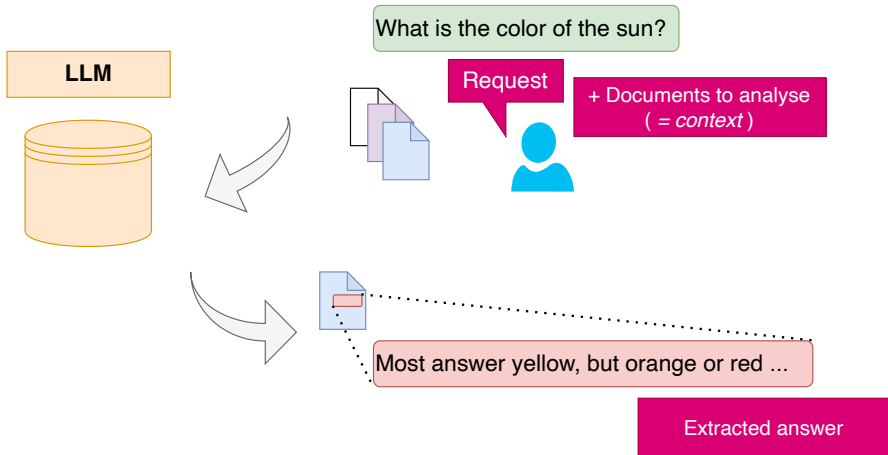 What is the color of the sun?
LLM
Request
+ Documents to analyse
( = context )
Most answer yellow, but orange or red ...
Extracted answer